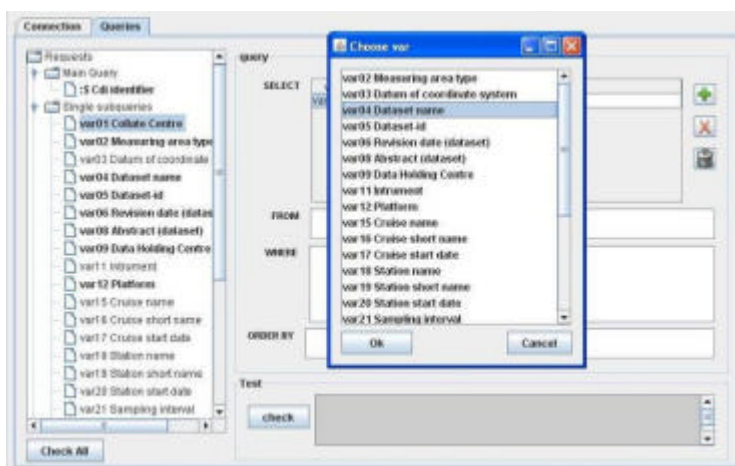 Connection Queries
Requests
Main Query
:$ Cdi identifier
Single subqueries
var01 Collate Centre
var02 Measuring area type
var03 Datum of coordinate
var04 Dataset name
var05 Dataset-id
var06 Revision date (datas
var08 Abstract (dataset)
var09 Data Holding Centre
var11 Intrument
var12 Platform
var15 Cruise name
var16 Cruise short name
var17 Cruise start date
var18 Station name
var19 Station short name
var20 Station start date
var21 Sampling interval
Check All
query
SELECT
FROM
WHERE
ORDER BY
Test
check
Choose var
var02 Measuring area type
var03 Datum of coordinate system
var04 Dataset name
var05 Dataset-id
var06 Revision date (dataset)
var08 Abstract (dataset)
var09 Data Holding Centre
var11 Intrument
var12 Platform
var15 Cruise name
var16 Cruise short name
var17 Cruise start date
var18 Station name
var19 Station short name
var20 Station start date
var21 Sampling interval
Ok Cancel